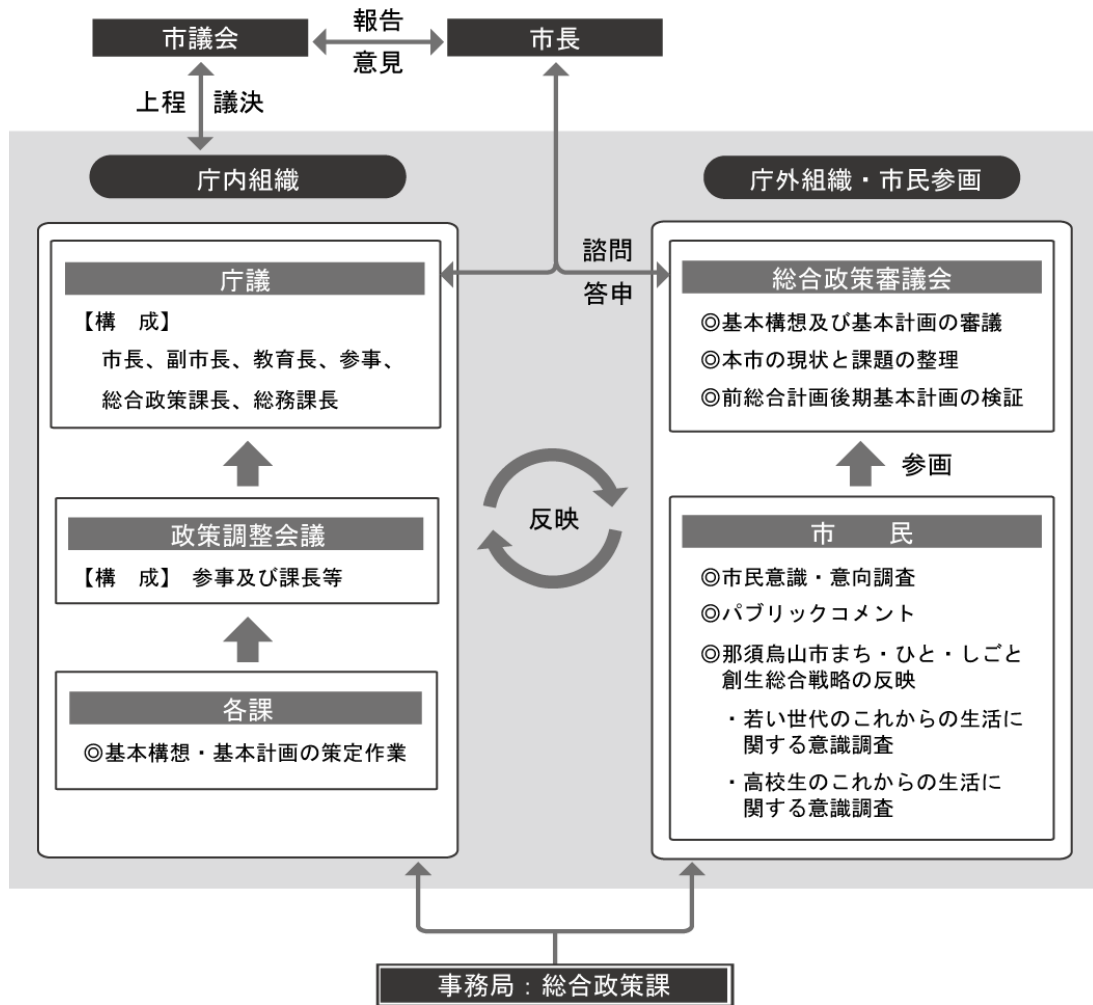 市議会
報告
意見
市長
上程
議決
庁内組織
庁外組織・市民参画
庁議
【構　成】
市長、副市長、教育長、参事、
総合政策課長、総務課長
政策調整会議
【構　成】 参事及び課長等
各課
◎基本構想・基本計画の策定作業
諮問
答申
反映
総合政策審議会
◎基本構想及び基本計画の審議
◎本市の現状と課題の整理
◎前総合計画後期基本計画の検証
参画
市　　民
◎市民意識・意向調査
◎パブリックコメント
◎那須烏山市まち・ひと・しごと
創生総合戦略の反映
・若い世代のこれからの生活に
関する意識調査
・高校生のこれからの生活に
関する意識調査
事務局：総合政策課